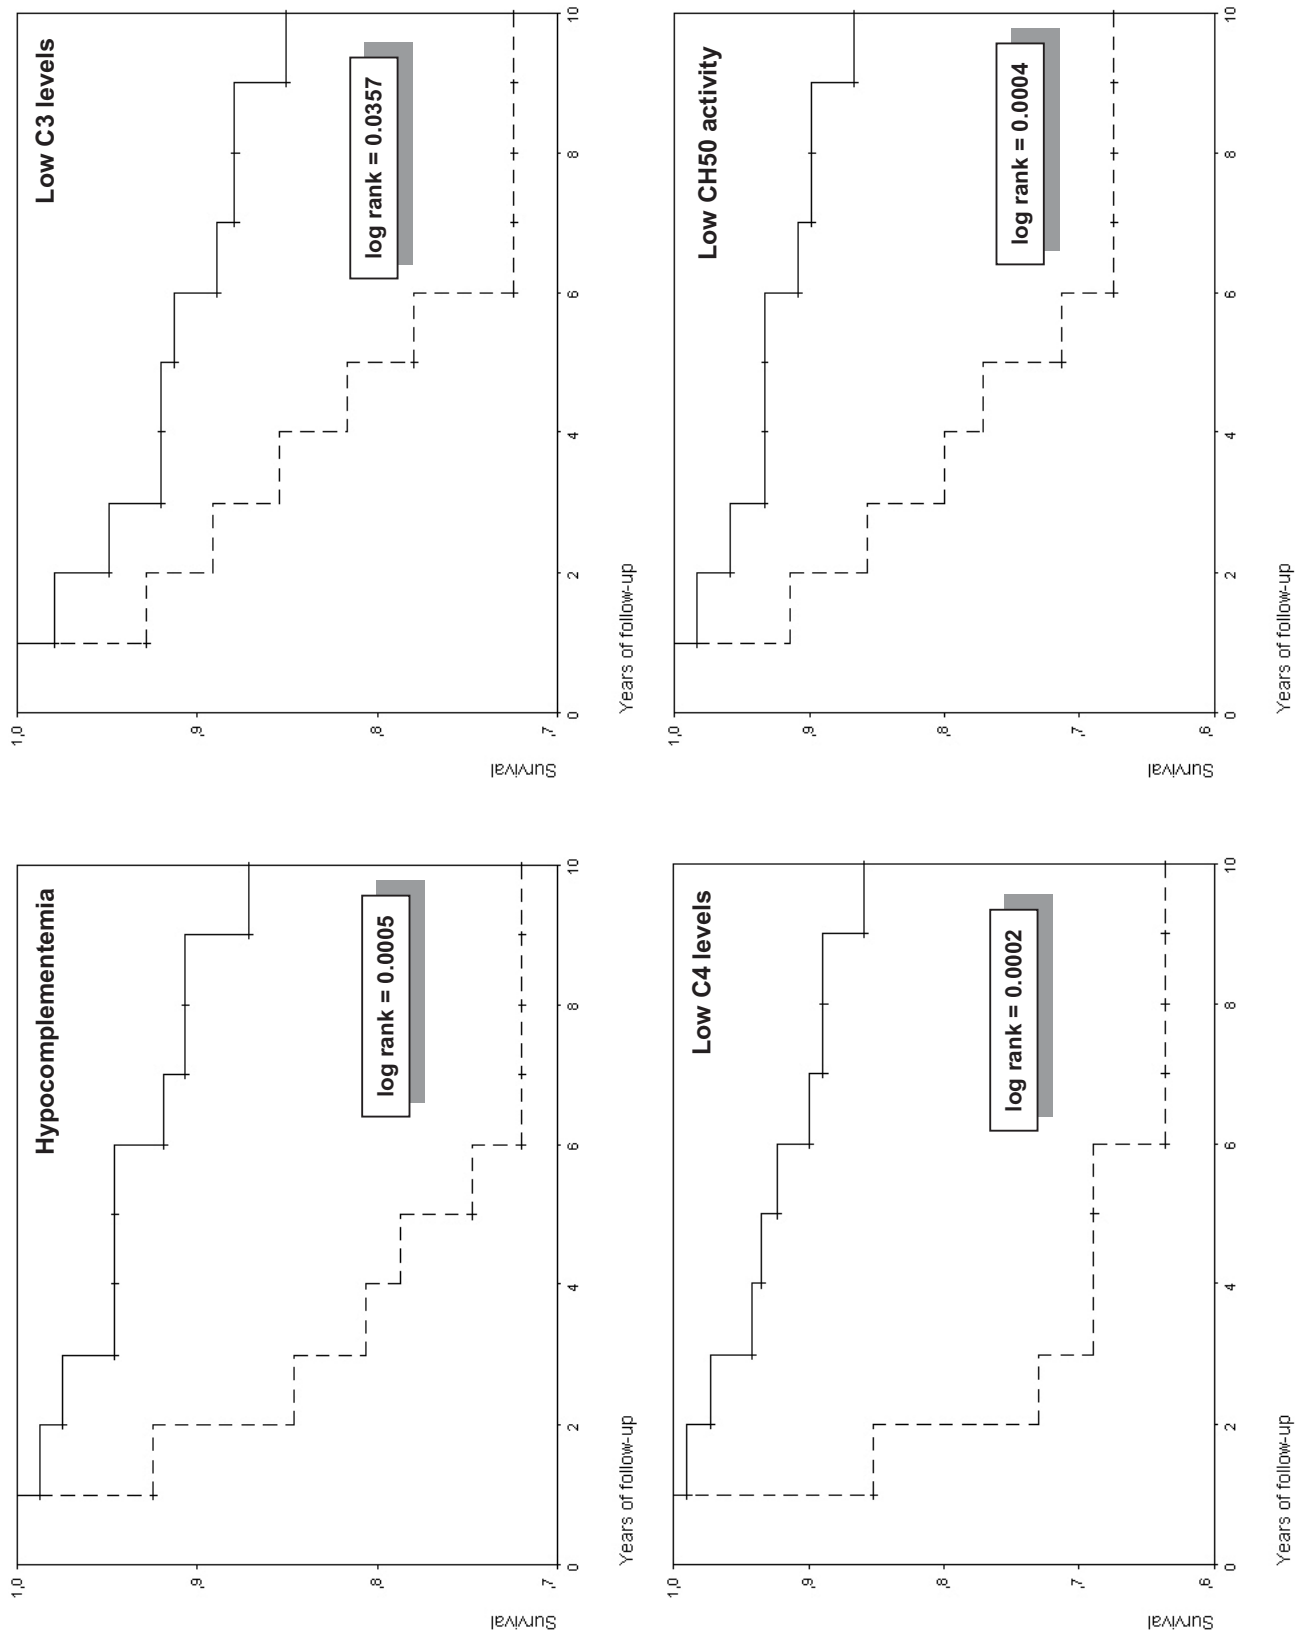 Hypocomplementemia
log rank = 0.0005
1,0
,9
,8
,7
Survival
0
2
4
6
8
10
Years of follow-up
Low C3 levels
log rank = 0.0357
1,0
,9
,8
,7
Survival
0
2
4
6
8
10
Years of follow-up
Low C4 levels
log rank = 0.0002
1,0
,9
,8
,7
,6
Survival
0
2
4
6
8
10
Years of follow-up
Low CH50 activity
log rank = 0.0004
1,0
,9
,8
,7
,6
Survival
0
2
4
6
8
10
Years of follow-up